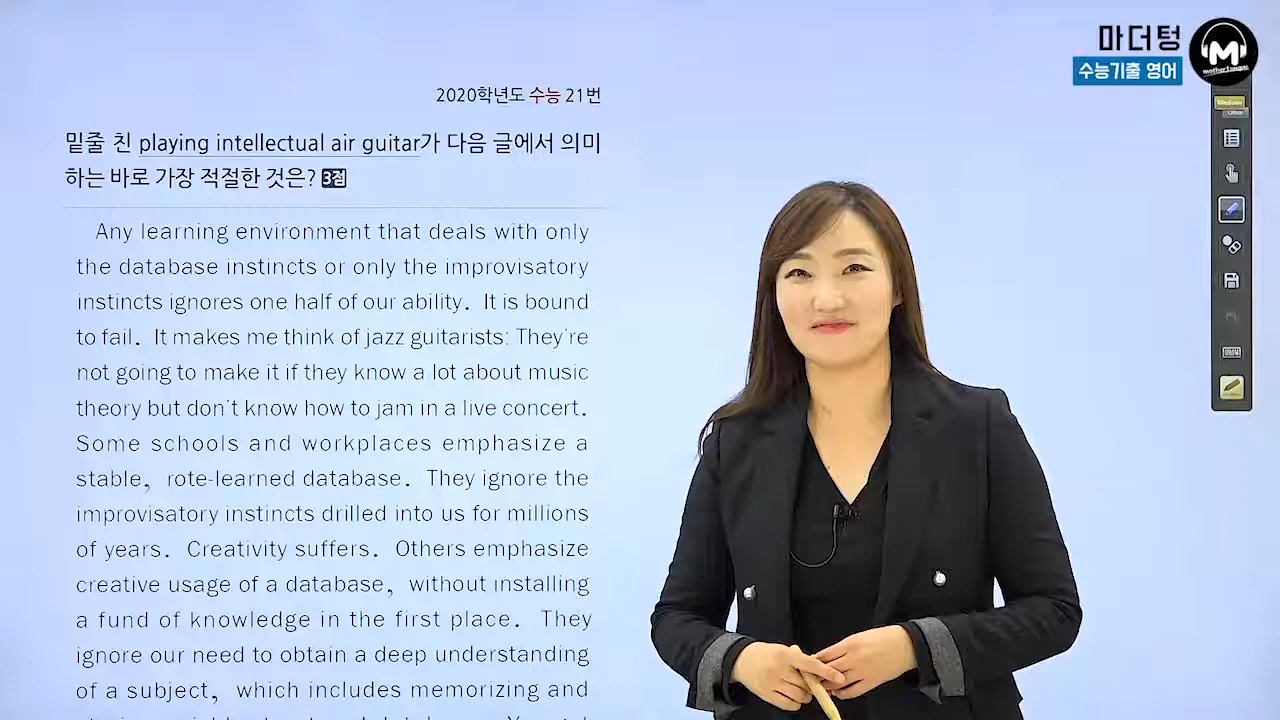 마더텅
수능기출 영어
2020학년도 수능 21번
밑줄 친 playing intellectual air guitar가 다음 글에서 의미
하는 바로 가장 적절한 것은? 3점
Any learning environment that deals with only
the database instincts or only the improvisatory
instincts ignores one half of our ability. It is bound
to fail. It makes me think of jazz guitarists: They're
not going to make it if they know a lot about music
theory but don't know how to jam in a live concert.
Some schools and workplaces emphasize a
stable, rote-learned database. They ignore the
improvisatory instincts drilled into us for millions
of years. Creativity suffers. Others emphasize
creative usage of a database, without installing
a fund of knowledge in the first place. They
ignore our need to obtain a deep understanding
of a subject, which includes memorizing and